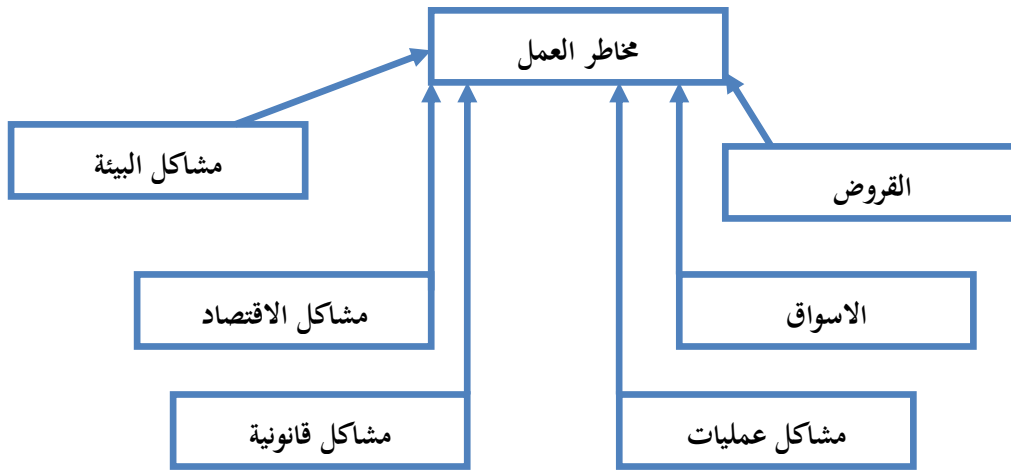 مخاطر العمل
مشاكل البيئة
القروض
مشاكل الاقتصاد
الاسواق
مشاكل قانونية
مشاكل عمليات